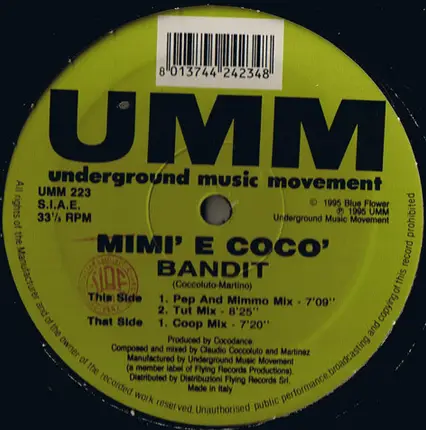 8 013744 242348
UMM
underground music movement
UMM 223
S.I.A.E.
33⅓ RPM
© 1995 Blue Flower
℗ 1995 UMM
Underground Music Movement
MIMI' E COCO'
BANDIT
(Coccoluto-Martino)
This Side 1. Pep And Mimmo Mix - 7'09"
2. Tut Mix - 8'25"
That Side 1. Coop Mix - 7'20"
Produced by Cocodance
Composed and mixed by Claudio Coccoluto and Martinez
Manufactured by Underground Music Movement
(a member label of Flying Records Productions).
Distributed by Distribuzioni Flying Records Srl.
Made in Italy
All rights of the Manufacturer and of the owner of the recorded work reserved. Unauthorised public performance, broadcasting and copying of this record prohibited